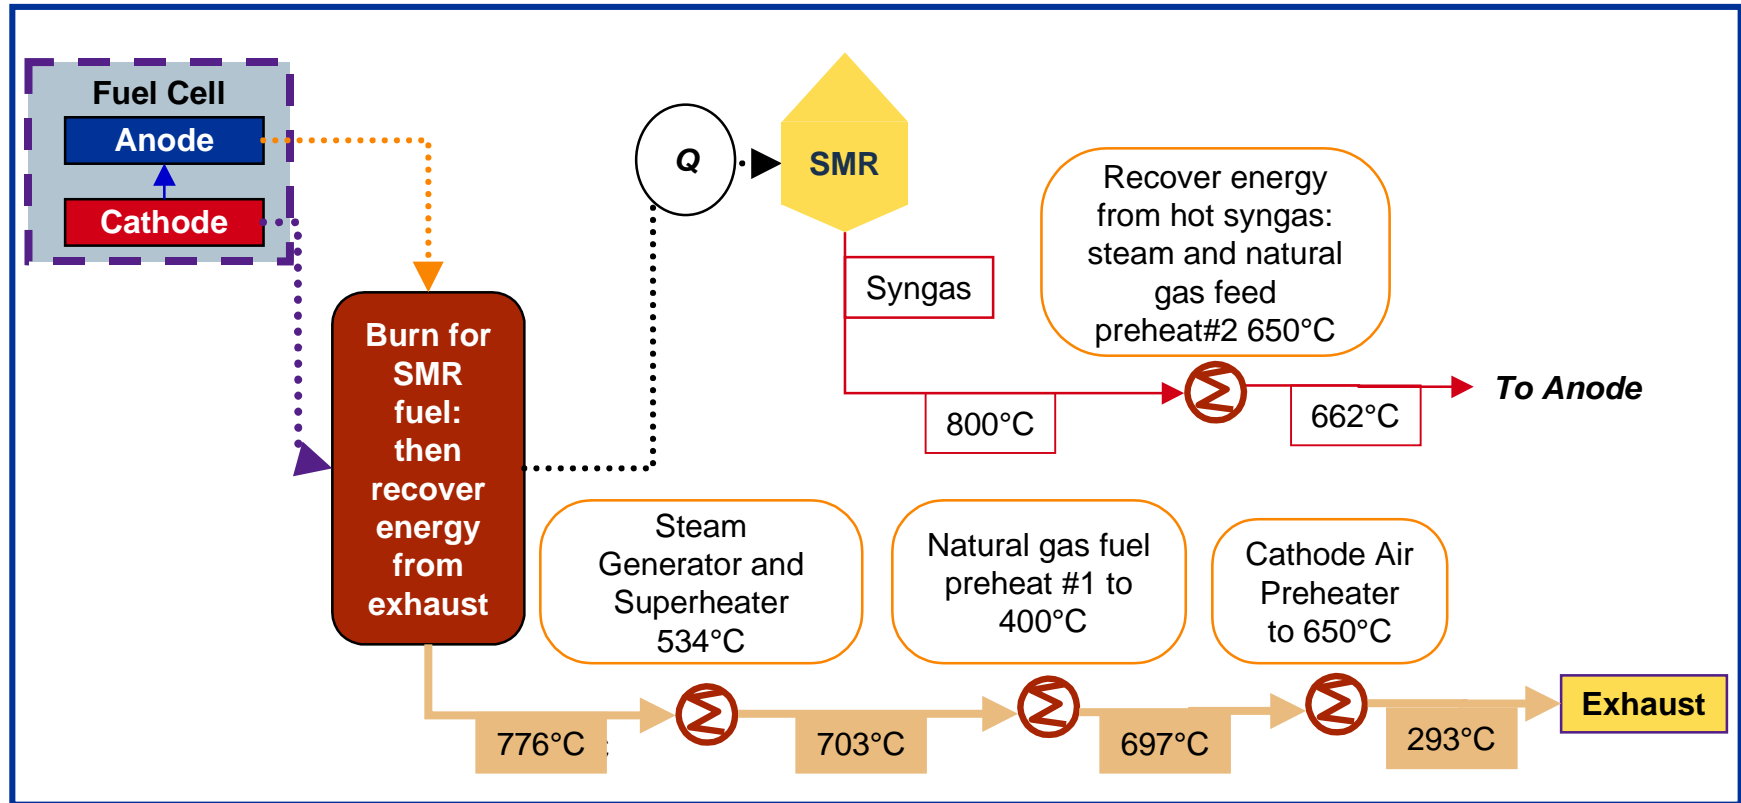 Fuel Cell
Anode
Cathode
Burn for
SMR
fuel:
then
recover
energy
from
exhaust
Q
SMR
Syngas
800°C
Recover energy
from hot syngas:
steam and natural
gas feed
preheat#2 650°C
662°C
To Anode
Steam
Generator and
Superheater
534°C
Natural gas fuel
preheat #1 to
400°C
Cathode Air
Preheater
to 650°C
776°C
703°C
697°C
293°C
Exhaust